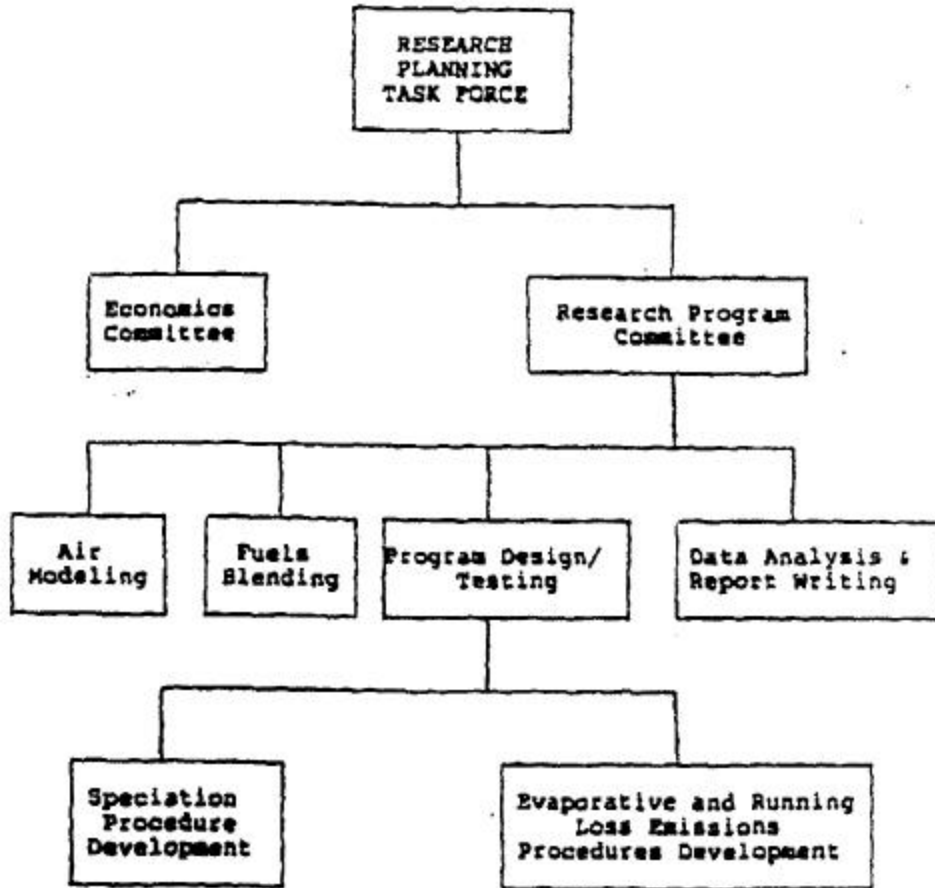 RESEARCH
PLANNING
TASK FORCE
Economics
Committee
Research Program
Committee
Air
Modeling
Fuels
Blending
Program Design/
Testing
Data Analysis &
Report Writing
Speciation
Procedure
Development
Evaporative and Running
Loss Emissions
Procedures Development